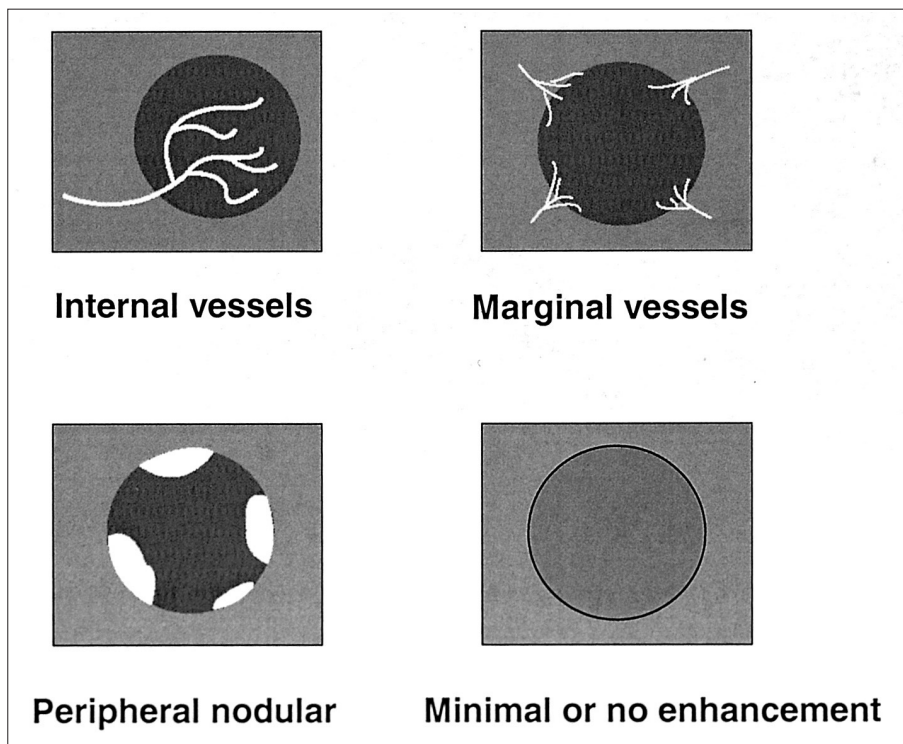 Internal vessels
Marginal vessels
Peripheral nodular
Minimal or no enhancement